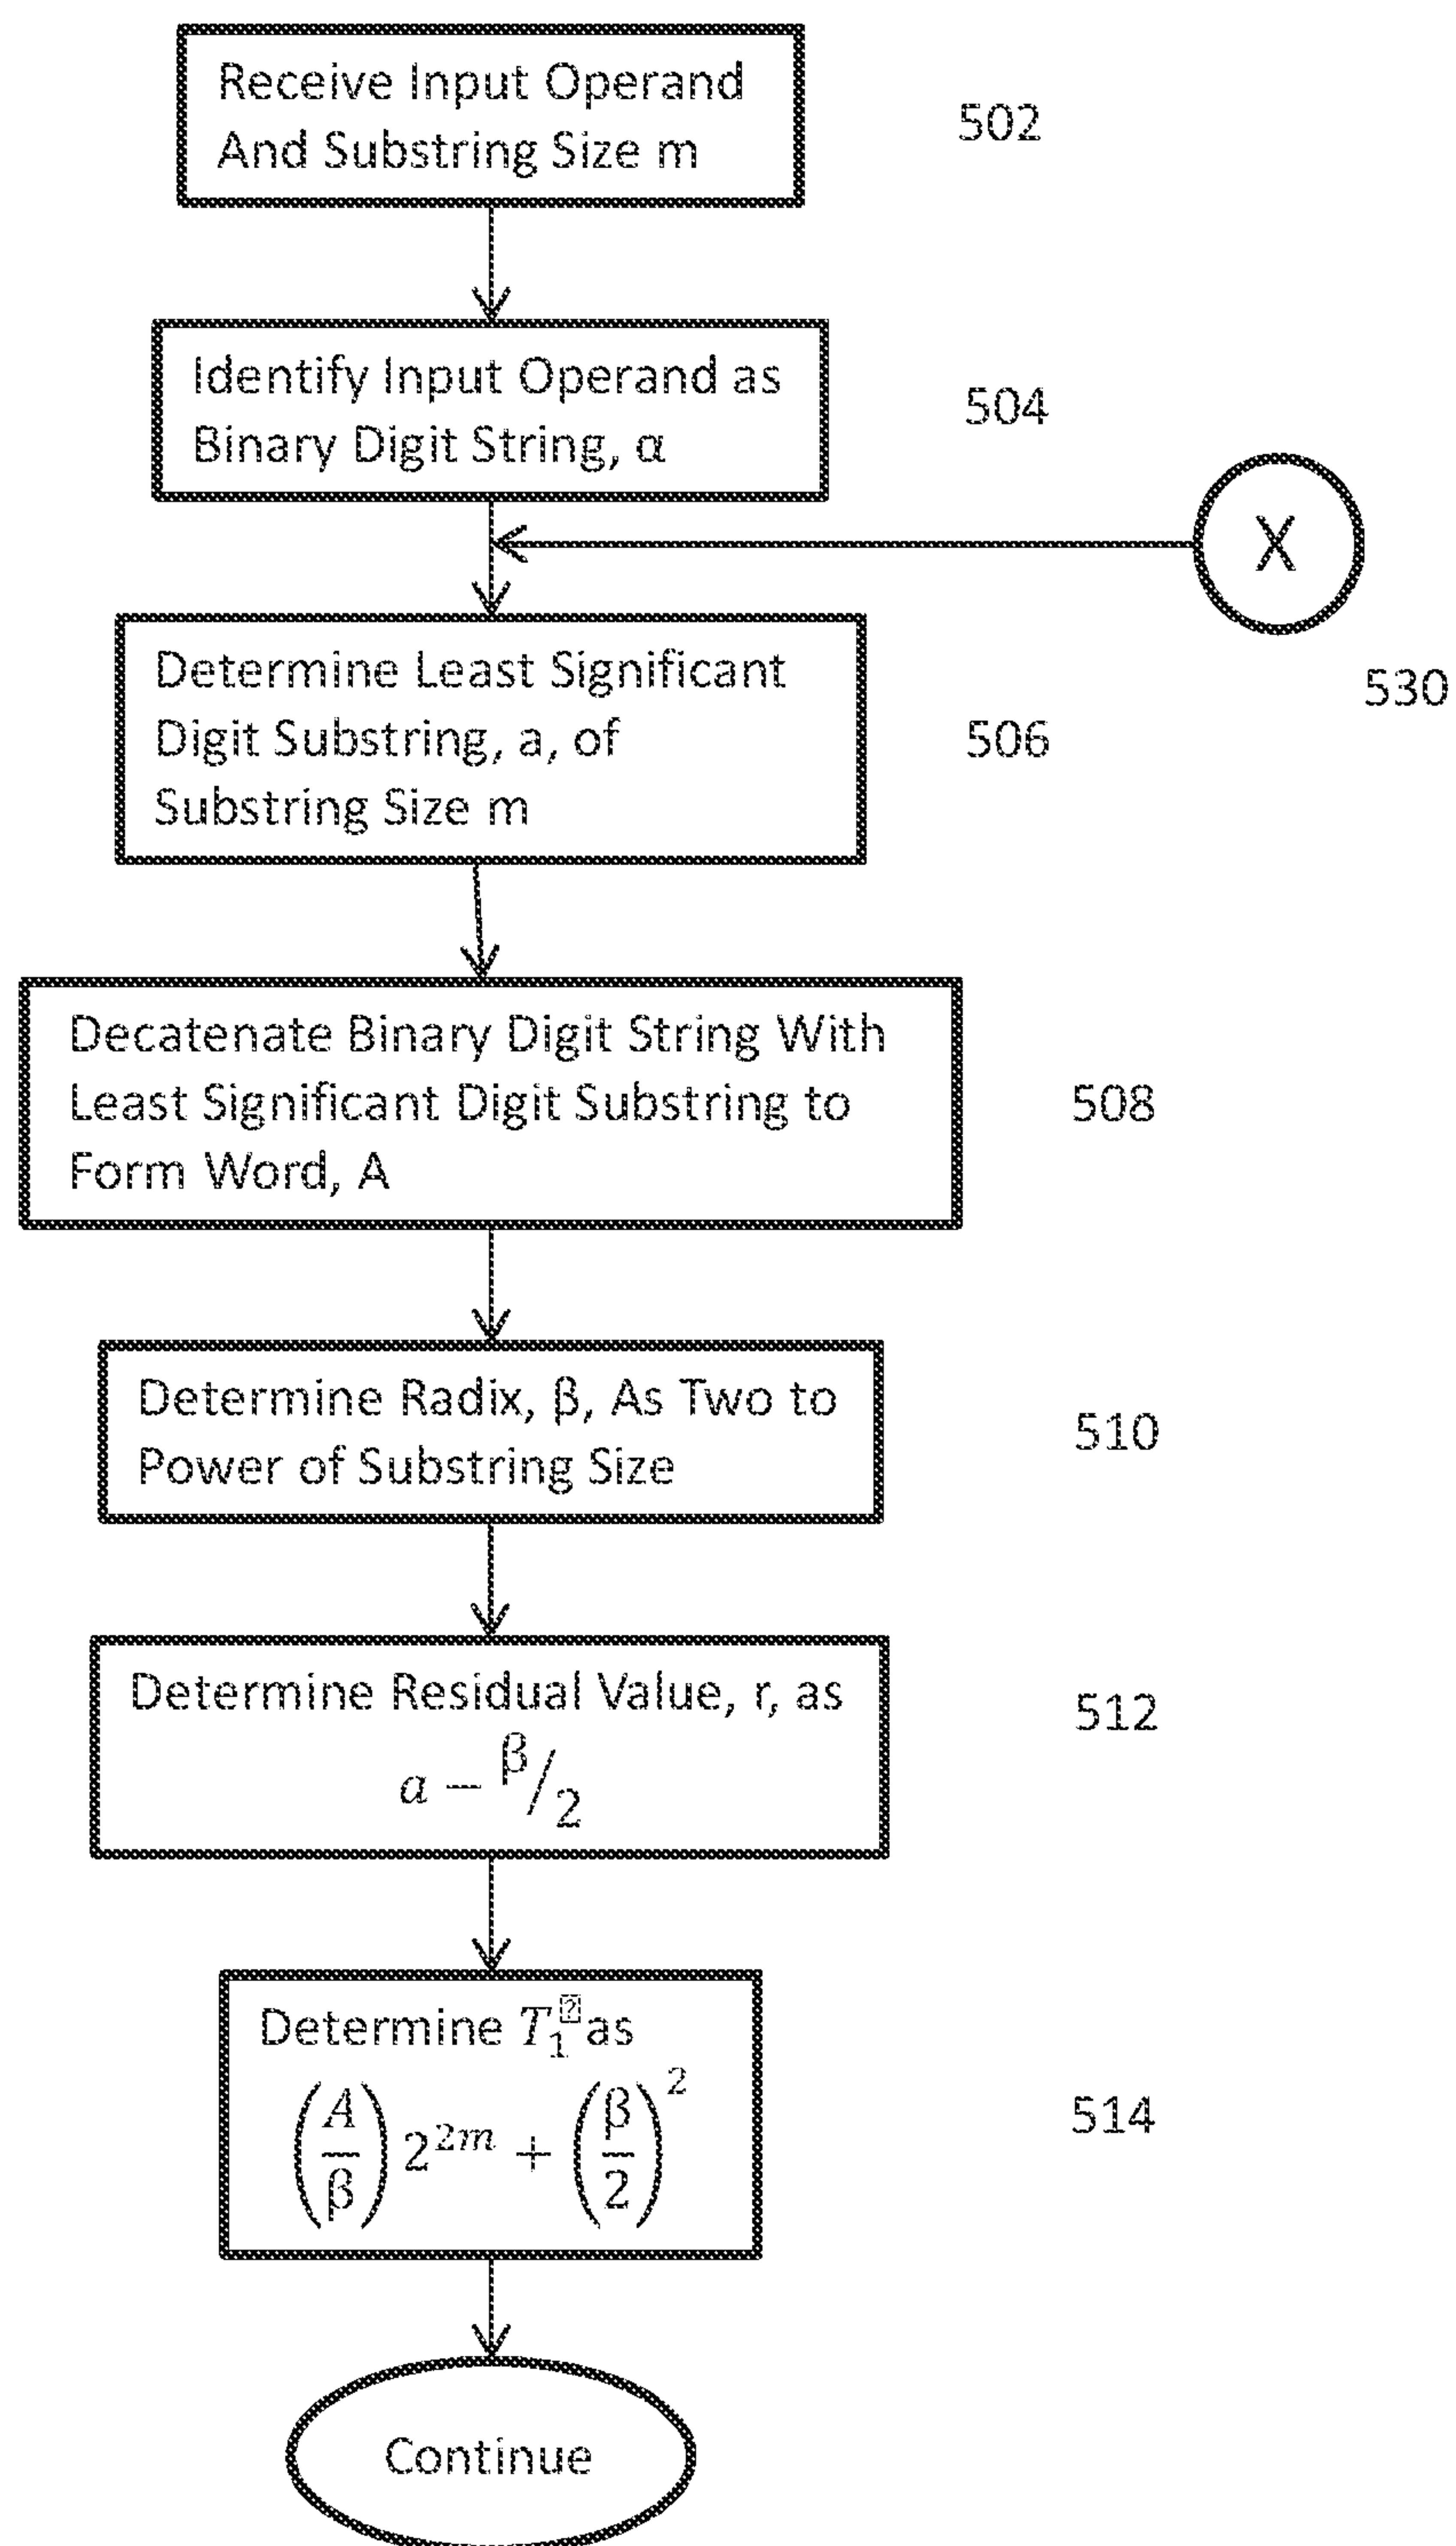 Receive Input Operand
And Substring Size m
502
Identify Input Operand as
Binary Digit String, α
504
X
530
Determine Least Significant
Digit Substring, a, of
Substring Size m
506
Decatenate Binary Digit String With
Least Significant Digit Substring to
Form Word, A
508
Determine Radix, β, As Two to
Power of Substring Size
510
Determine Residual Value, r, as
a − β/2
512
Determine T₁ as
(A/β) 2²ᵐ + (β/2)²
514
Continue